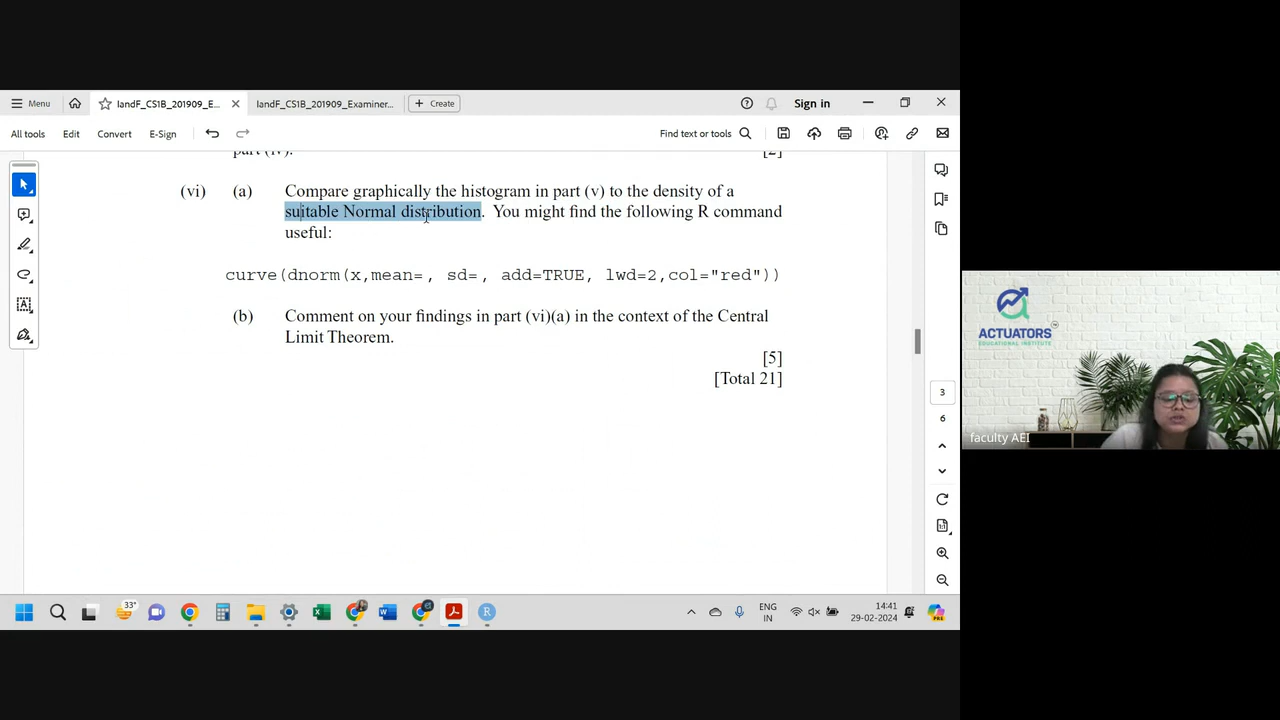 Menu
IandF_CS1B_201909_E...
IandF_CS1B_201909_Examiner...
Create
Sign in
All tools
Edit
Convert
E-Sign
Find text or tools
part (iv).
[2]
(vi) (a) Compare graphically the histogram in part (v) to the density of a
suitable Normal distribution. You might find the following R command
useful:
curve(dnorm(x,mean=, sd=, add=TRUE, lwd=2,col="red"))
(b) Comment on your findings in part (vi)(a) in the context of the Central
Limit Theorem.
[5]
[Total 21]
3
6
ACTUATORS
EDUCATIONAL INSTITUTE
faculty AEI
33°
ENG
IN
14:41
29-02-2024